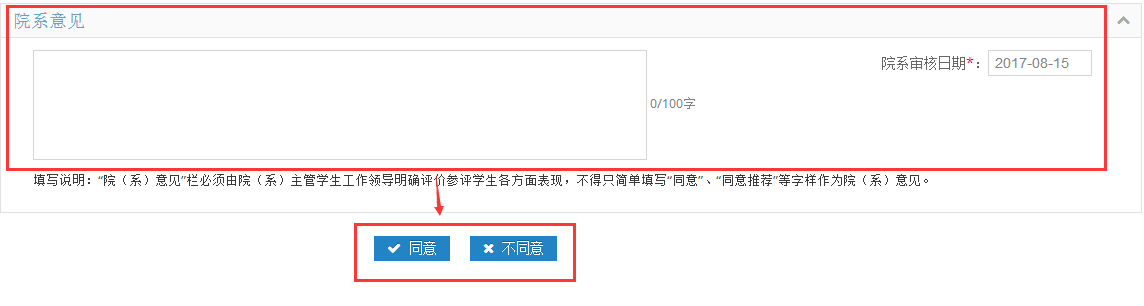 院系意见
院系审核日期*： 2017-08-15
0/100字
填写说明：“院（系）意见”栏必须由院（系）主管学生工作领导明确评价参评学生各方面表现，不得只简单填写“同意”、“同意推荐”等字样作为院（系）意见。
同意 不同意